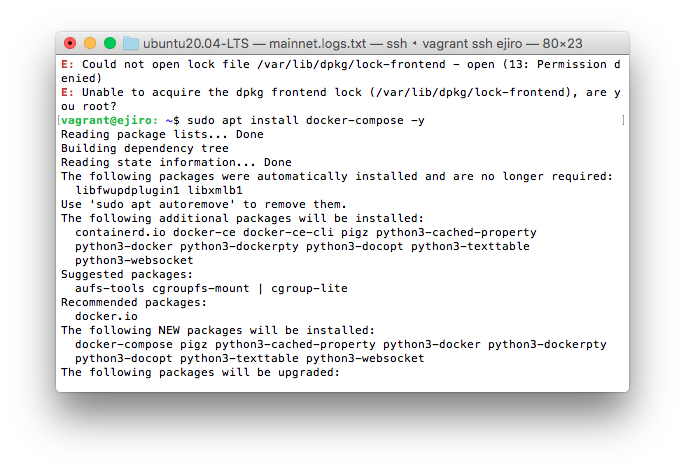 ubuntu20.04-LTS — mainnet.logs.txt — ssh ◂ vagrant ssh ejiro — 80×23
E: Could not open lock file /var/lib/dpkg/lock-frontend - open (13: Permission d
enied)
E: Unable to acquire the dpkg frontend lock (/var/lib/dpkg/lock-frontend), are y
ou root?
[vagrant@ejiro: ~$ sudo apt install docker-compose -y ]
Reading package lists... Done
Building dependency tree
Reading state information... Done
The following packages were automatically installed and are no longer required:
libfwupdplugin1 libxmlb1
Use 'sudo apt autoremove' to remove them.
The following additional packages will be installed:
containerd.io docker-ce docker-ce-cli pigz python3-cached-property
python3-docker python3-dockerpty python3-docopt python3-texttable
python3-websocket
Suggested packages:
aufs-tools cgroupfs-mount | cgroup-lite
Recommended packages:
docker.io
The following NEW packages will be installed:
docker-compose pigz python3-cached-property python3-docker python3-dockerpty
python3-docopt python3-texttable python3-websocket
The following packages will be upgraded: